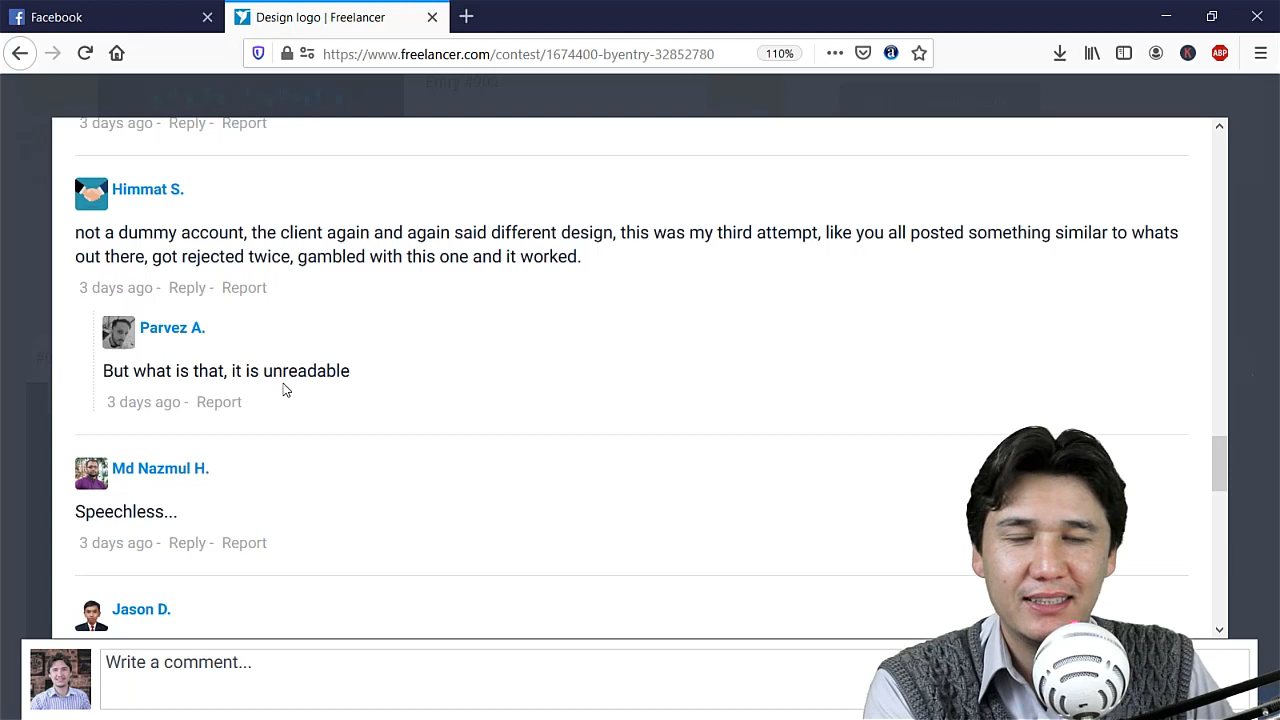 Facebook
Design logo | Freelancer
https://www.freelancer.com/contest/1674400-byentry-32852780
110%
ABP
3 days ago - Reply - Report
Himmat S.
not a dummy account, the client again and again said different design, this was my third attempt, like you all posted something similar to whats
out there, got rejected twice, gambled with this one and it worked.
3 days ago - Reply - Report
Parvez A.
But what is that, it is unreadable
3 days ago - Report
Md Nazmul H.
Speechless...
3 days ago - Reply - Report
Jason D.
Write a comment...